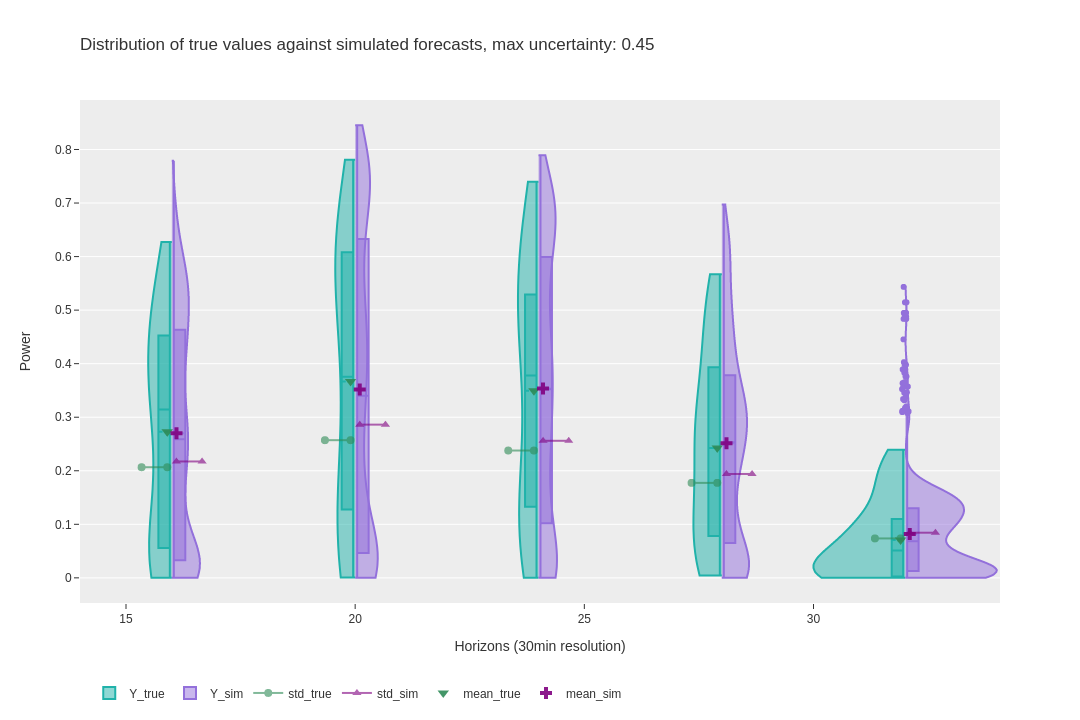 Distribution of true values against simulated forecasts, max uncertainty: 0.45
0.8
0.7
0.6
0.5
0.4
0.3
0.2
0.1
0
Power
15 20 25 30
Horizons (30min resolution)
Y_true Y_sim std_true std_sim mean_true mean_sim